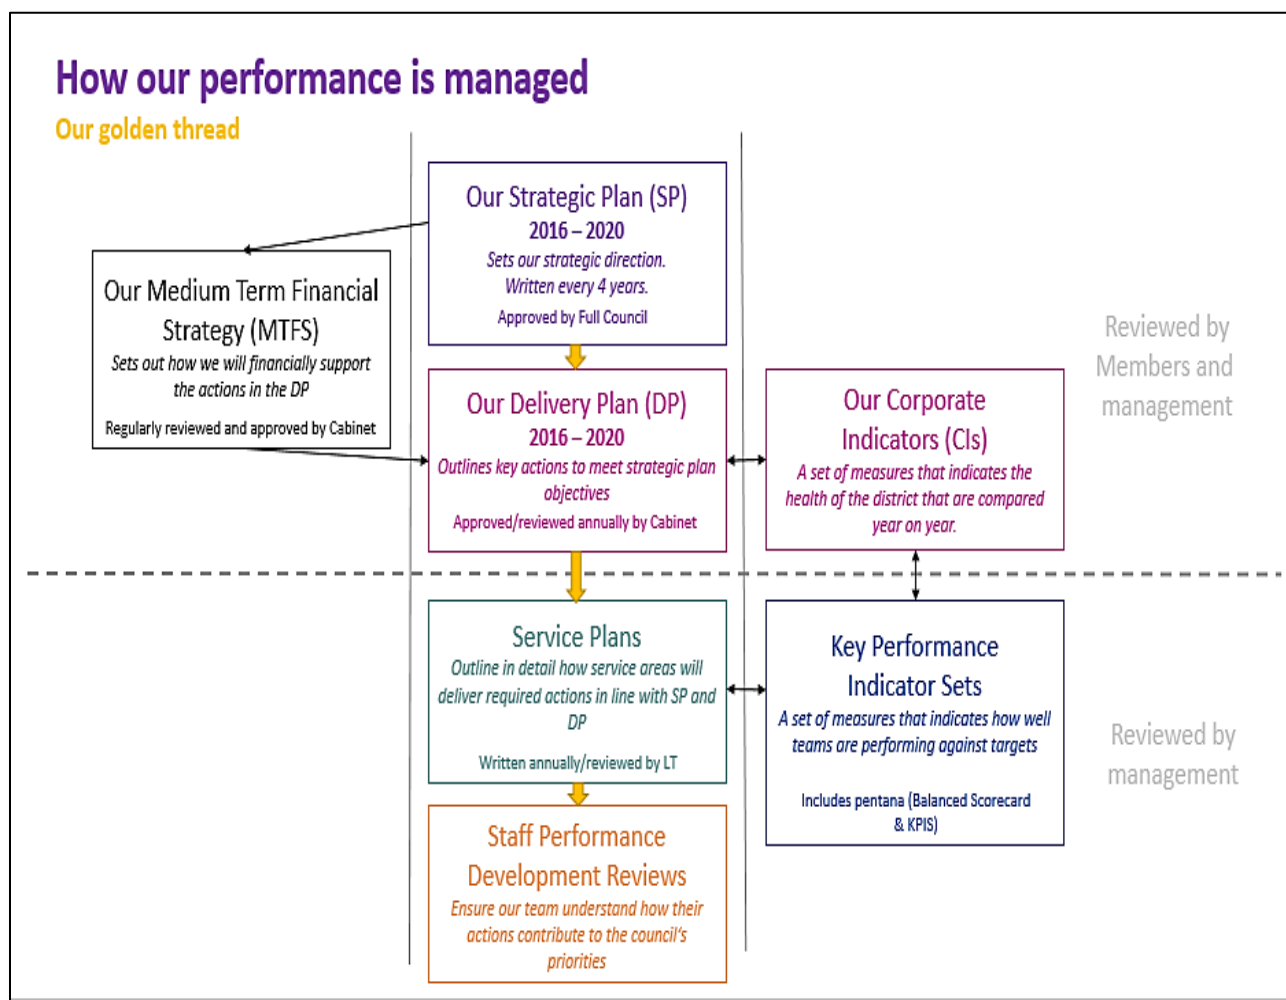 How our performance is managed
Our golden thread
Our Strategic Plan (SP)
2016 – 2020
Sets our strategic direction.
Written every 4 years.
Approved by Full Council
Our Medium Term Financial
Strategy (MTFS)
Sets out how we will financially support
the actions in the DP
Regularly reviewed and approved by Cabinet
Our Delivery Plan (DP)
2016 – 2020
Outlines key actions to meet strategic plan
objectives
Approved/reviewed annually by Cabinet
Our Corporate
Indicators (CIs)
A set of measures that indicates the
health of the district that are compared
year on year.
Reviewed by
Members and
management
Service Plans
Outline in detail how service areas will
deliver required actions in line with SP and
DP
Written annually/reviewed by LT
Key Performance
Indicator Sets
A set of measures that indicates how well
teams are performing against targets
Includes pentana (Balanced Scorecard
& KPIS)
Reviewed by
management
Staff Performance
Development Reviews
Ensure our team understand how their
actions contribute to the council's
priorities